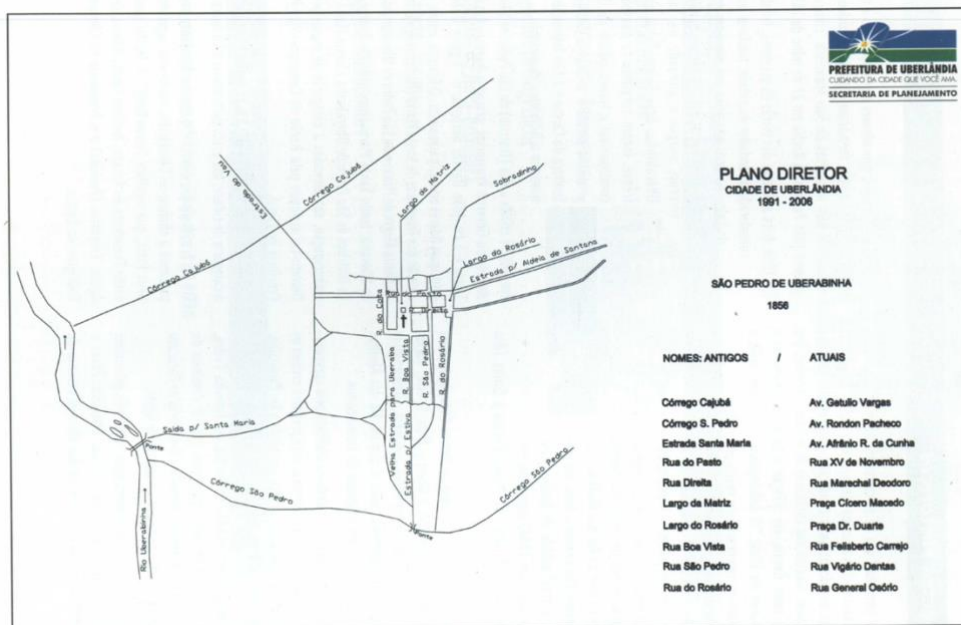 PREFEITURA DE UBERLÂNDIA
CUIDANDO DA CIDADE QUE VOCÊ AMA.
SECRETARIA DE PLANEJAMENTO
PLANO DIRETOR
CIDADE DE UBERLÂNDIA
1991 - 2006
SÃO PEDRO DE UBERABINHA
1856
NOMES: ANTIGOS / ATUAIS
Córrego Cajubá Av. Getulio Vargas
Córrego S. Pedro Av. Rondon Pacheco
Estrada Santa Maria Av. Afrânio R. da Cunha
Rua do Pasto Rua XV de Novembro
Rua Direita Rua Marechal Deodoro
Largo da Matriz Praça Cícero Macedo
Largo do Rosário Praça Dr. Duarte
Rua Boa Vista Rua Felisberto Carrejo
Rua São Pedro Rua Vigário Dantas
Rua do Rosário Rua General Osório
Estrada do Vau
Córrego Cajubá
Córrego Cajubá
Largo da Matriz
Sobradinho
Largo do Rosário
Estrada p/ Aldeia de Santana
Pasto
R. Direita
R. Boa Vista
R. São Pedro
R. do Rosário
Velha Estrada para Uberaba
Estrada p/ Estiva
Saída p/ Santa Maria
Ponte
Córrego São Pedro
Córrego São Pedro
Ponte
Rio Uberabinha